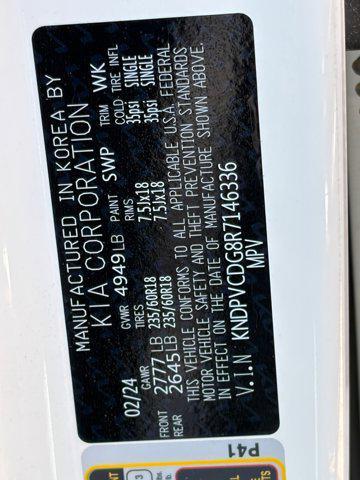 MANUFACTURED IN KOREA BY
KIA CORPORATION
02/24 GVWR 4949LB PAINT SWP TRIM WK
GAWR TIRES RIMS COLD TIRE INFL
FRONT 2777LB 235/60R18 7.5Jx18 35psi SINGLE
REAR 2645LB 235/60R18 7.5Jx18 35psi SINGLE
THIS VEHICLE CONFORMS TO ALL APPLICABLE U.S.A. FEDERAL
MOTOR VEHICLE SAFETY AND THEFT PREVENTION STANDARDS
IN EFFECT ON THE DATE OF MANUFACTURE SHOWN ABOVE.
V.I.N KNDPVCDG8R7146336
MPV
P41